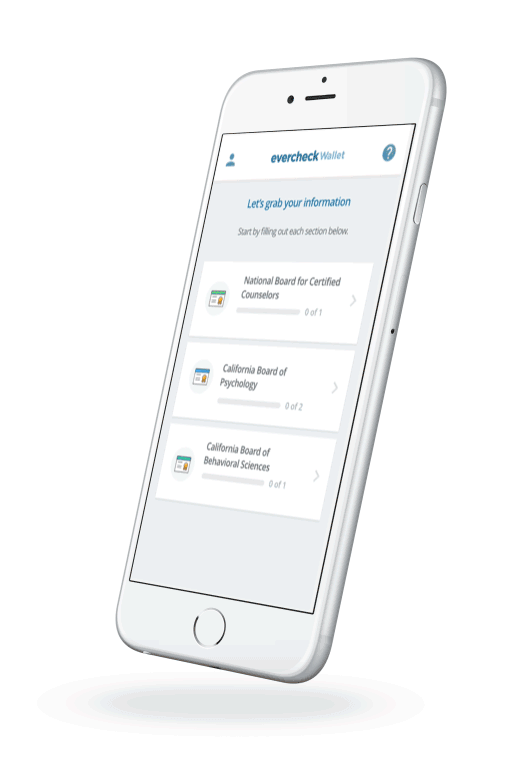 evercheck Wallet
Let's grab your information
Start by filling out each section below.
National Board for Certified
Counselors
0 of 1
California Board of
Psychology
0 of 2
California Board of
Behavioral Sciences
0 of 1